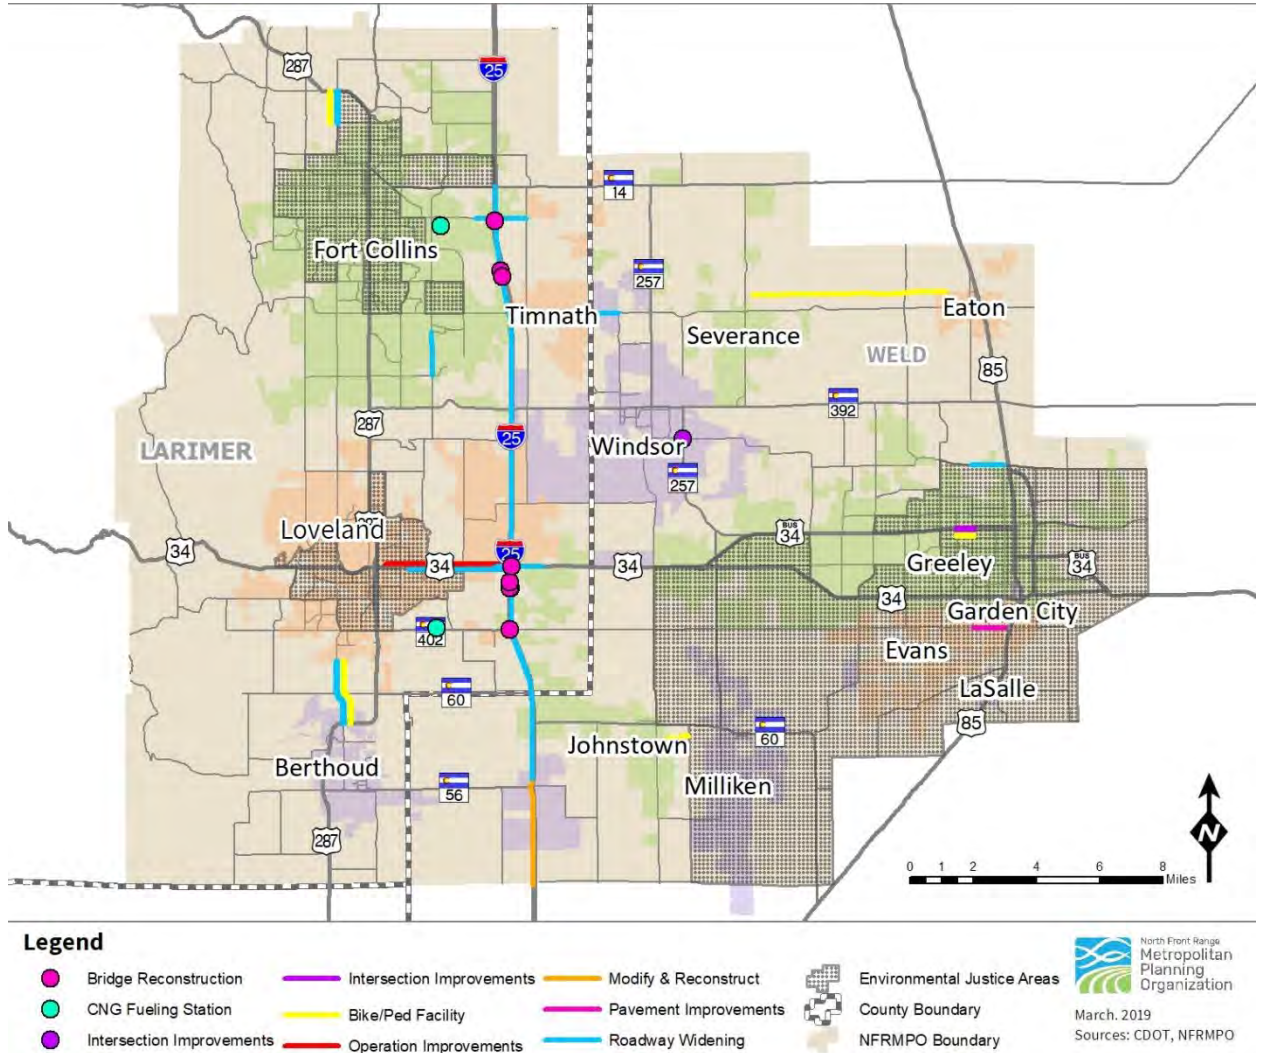 287
25
14
Fort Collins
257
Timnath
Eaton
Severance
WELD
85
392
287
25
LARIMER
Windsor
257
Loveland
BUS
34
34
25
34
34
BUS
34
Greeley
34
Garden City
402
Evans
60
LaSalle
85
60
Johnstown
Berthoud
56
Milliken
287
N
0 1 2 4 6 8
Miles
Legend
Bridge Reconstruction
CNG Fueling Station
Intersection Improvements
Intersection Improvements
Bike/Ped Facility
Operation Improvements
Modify & Reconstruct
Pavement Improvements
Roadway Widening
Environmental Justice Areas
County Boundary
NFRMPO Boundary
North Front Range
Metropolitan
Planning
Organization
March. 2019
Sources: CDOT, NFRMPO